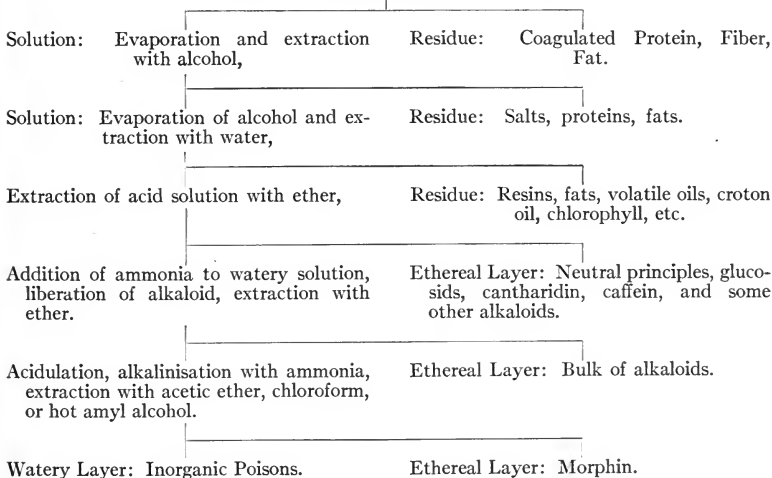 Solution: Evaporation and extraction
with alcohol,
Residue: Coagulated Protein, Fiber,
Fat.
Solution: Evaporation of alcohol and ex-
traction with water,
Residue: Salts, proteins, fats.
Extraction of acid solution with ether,
Residue: Resins, fats, volatile oils, croton
oil, chlorophyll, etc.
Addition of ammonia to watery solution,
liberation of alkaloid, extraction with
ether.
Ethereal Layer: Neutral principles, gluco-
sids, cantharidin, caffein, and some
other alkaloids.
Acidulation, alkalinisation with ammonia,
extraction with acetic ether, chloroform,
or hot amyl alcohol.
Ethereal Layer: Bulk of alkaloids.
Watery Layer: Inorganic Poisons.
Ethereal Layer: Morphin.